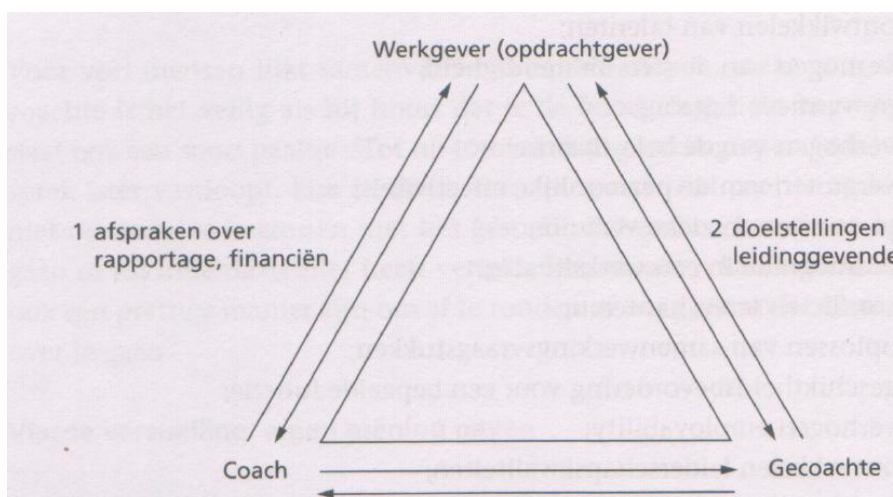 Werkgever (opdrachtgever)
1 afspraken over
rapportage, financiën
2 doelstellingen
leidinggevende
Coach
Gecoachte